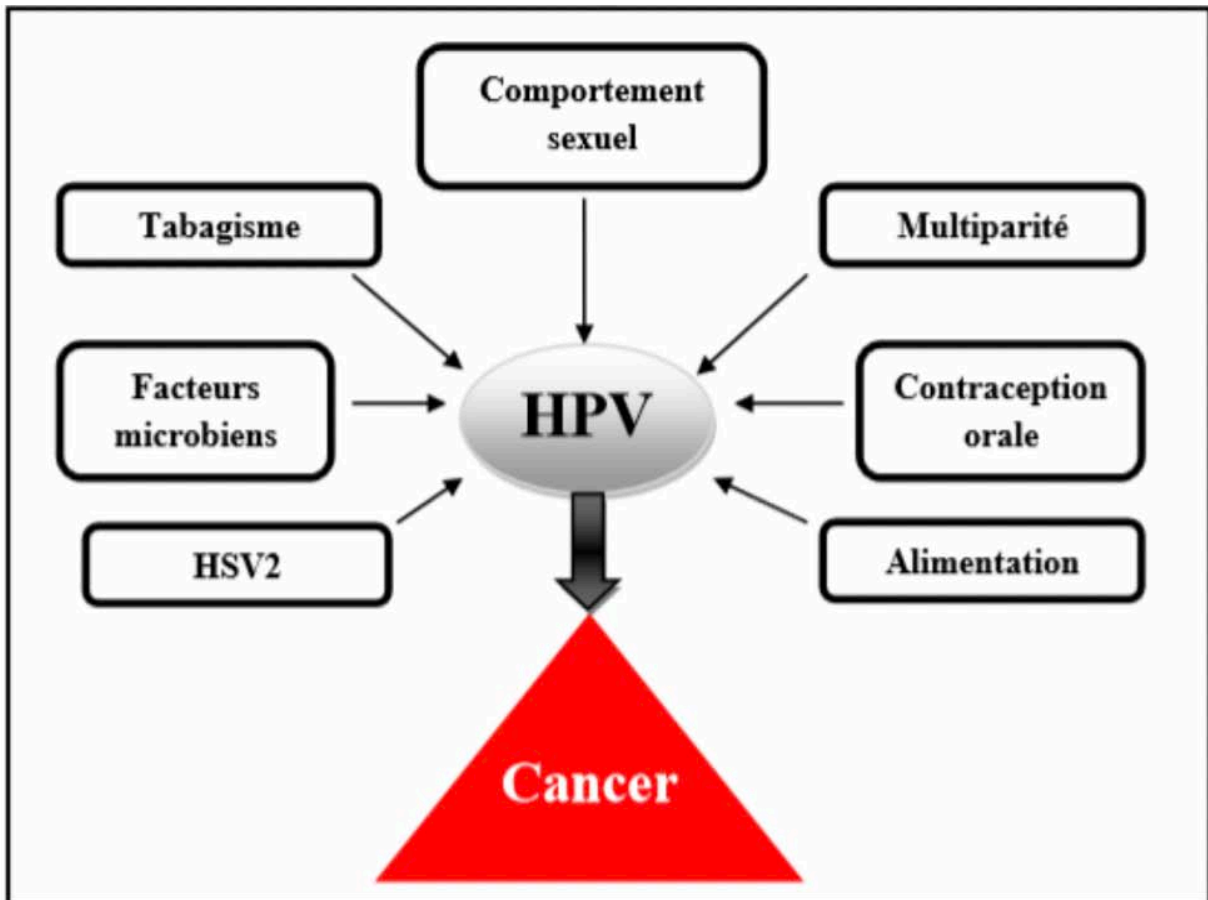 Comportement
sexuel
Tabagisme
Multiparité
Facteurs
microbiens
HPV
Contraception
orale
HSV2
Alimentation
Cancer